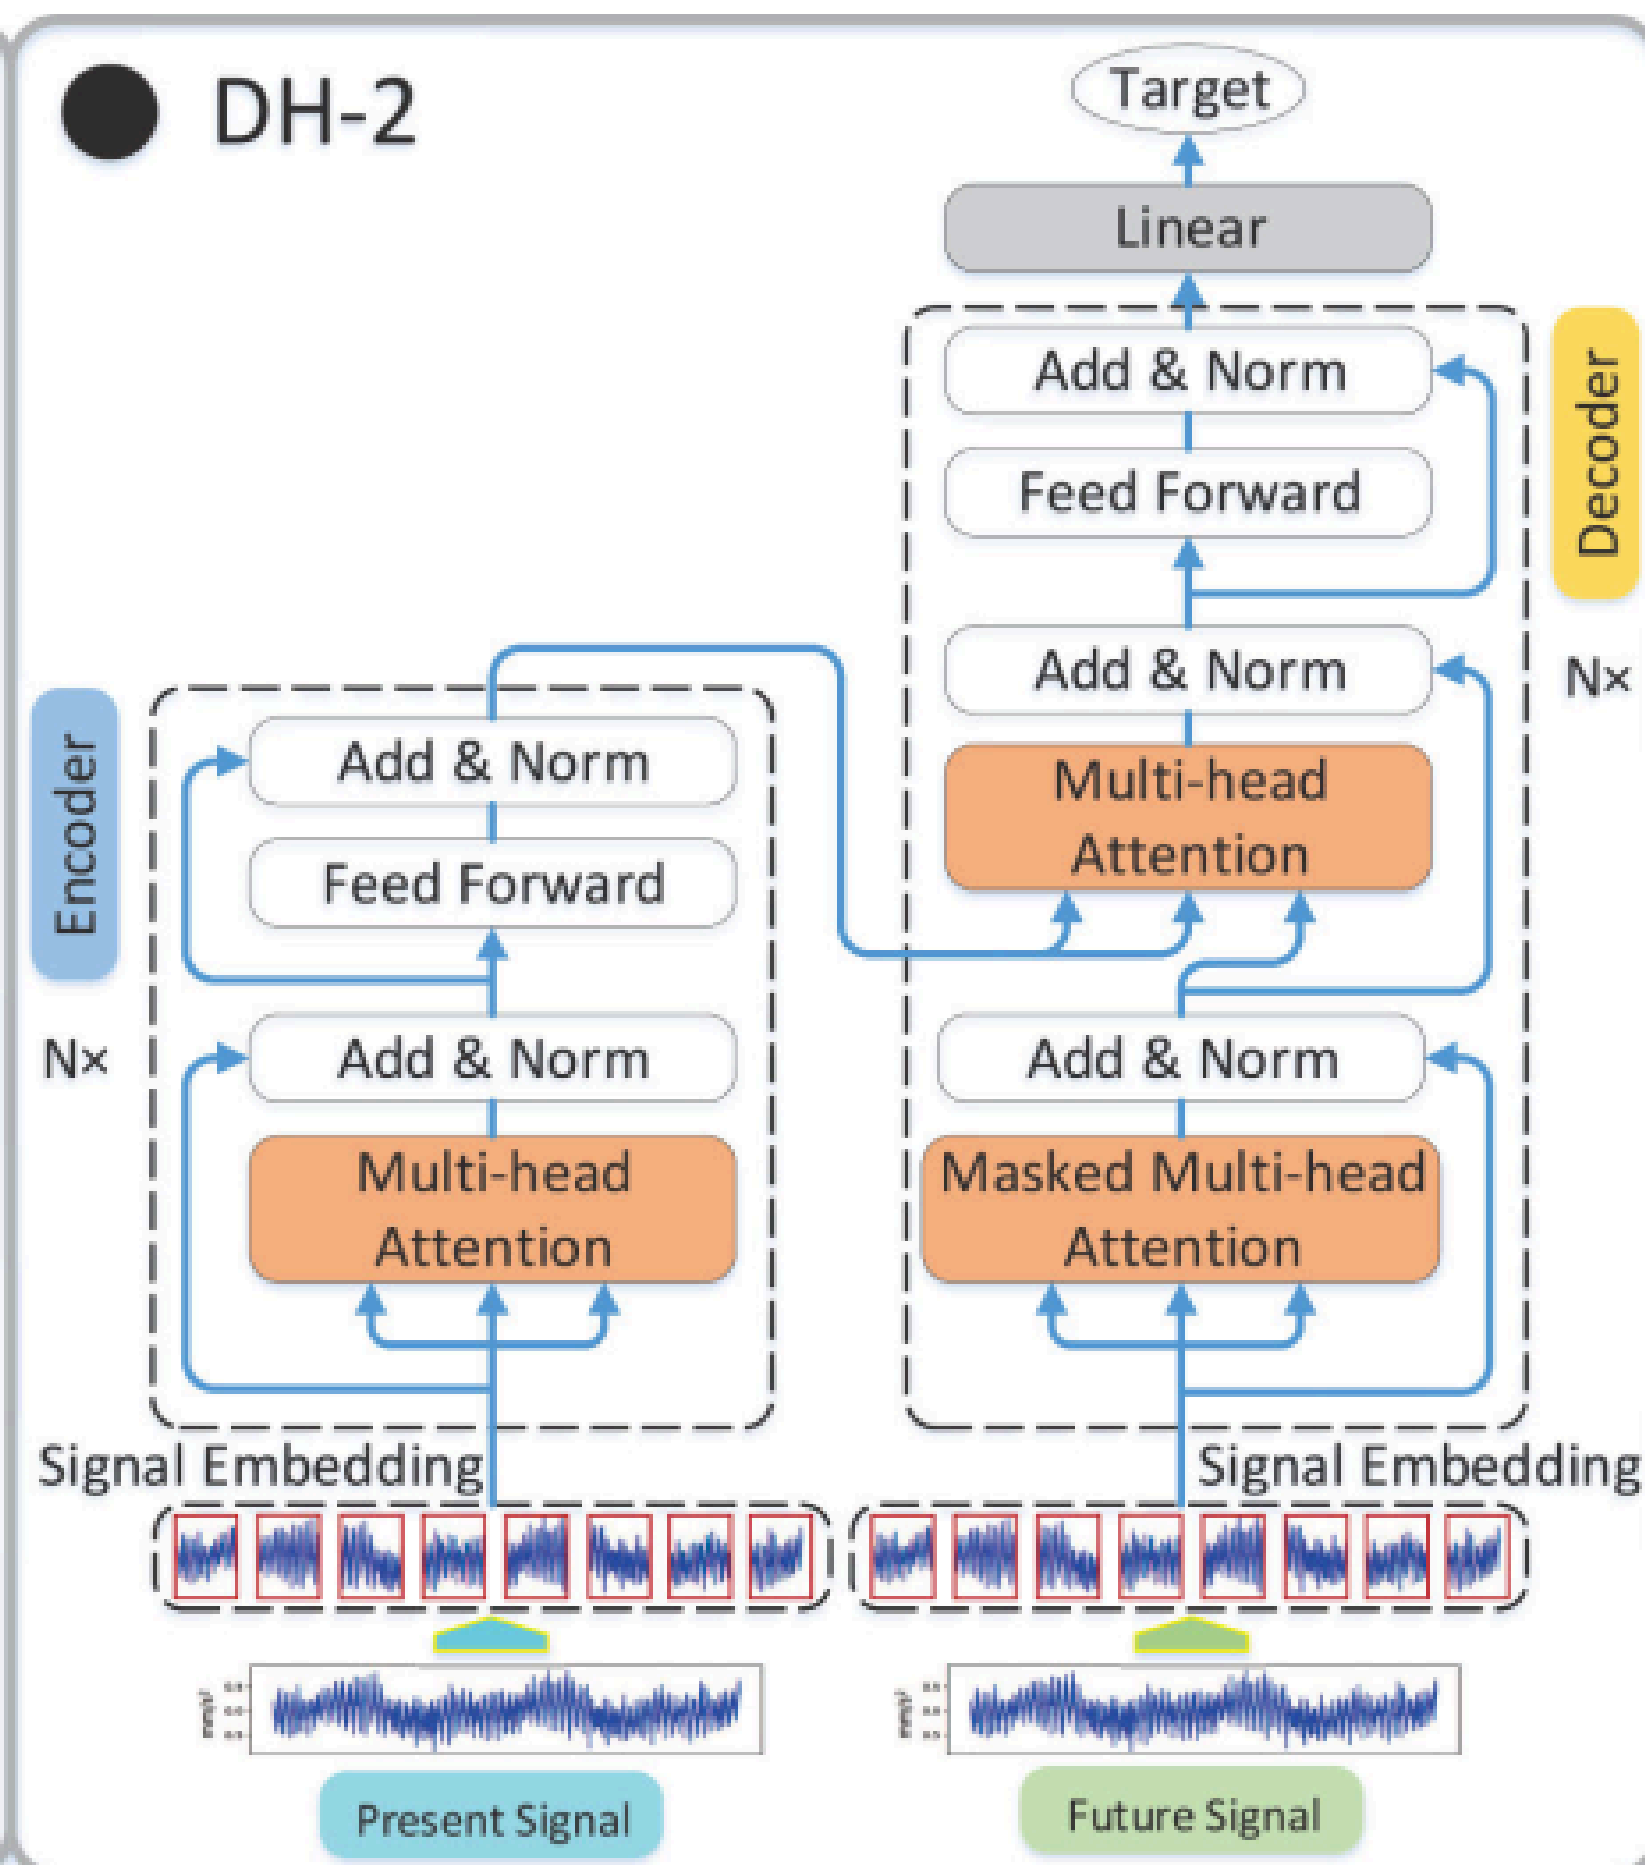 DH-2
Target
Linear
Add & Norm
Feed Forward
Add & Norm
Multi-head
Attention
Add & Norm
Masked Multi-head
Attention
Decoder
Nx
Encoder
Nx
Add & Norm
Feed Forward
Add & Norm
Multi-head
Attention
Signal Embedding
Signal Embedding
Present Signal
Future Signal